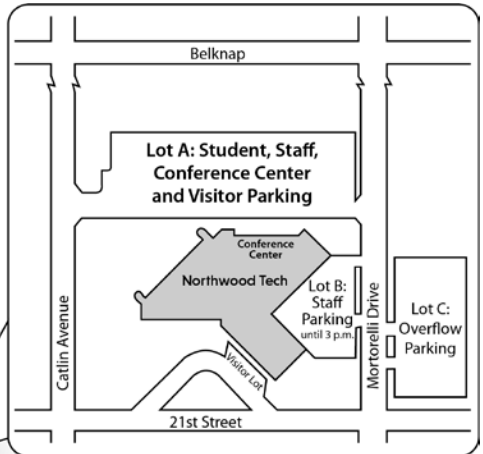 Belknap
Lot A: Student, Staff,
Conference Center
and Visitor Parking
Conference
Center
Northwood Tech
Lot B:
Staff
Parking
until 3 p.m.
Lot C:
Overflow
Parking
Catlin Avenue
Mortorelli Drive
Visitor Lot
21st Street